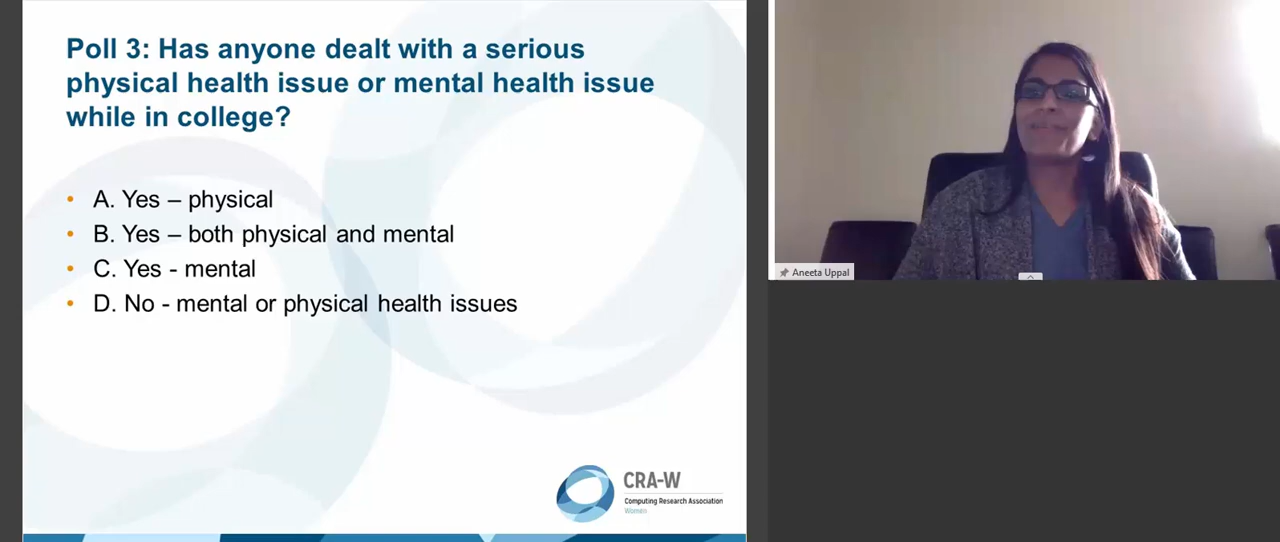 Poll 3: Has anyone dealt with a serious
physical health issue or mental health issue
while in college?
• A. Yes – physical
• B. Yes – both physical and mental
• C. Yes - mental
• D. No - mental or physical health issues
CRA-W
Computing Research Association
Women
Aneeta Uppal